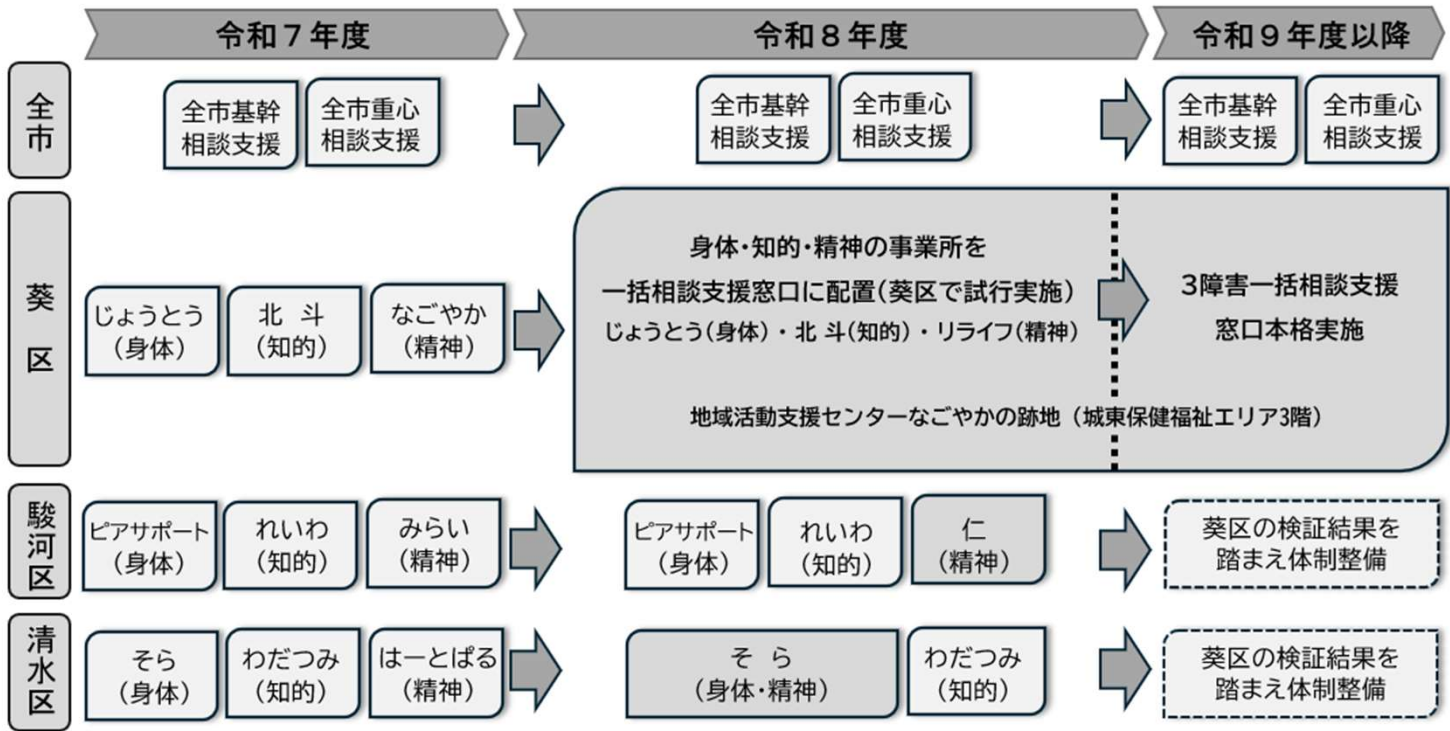 令和7年度
令和8年度
令和9年度以降
全市
全市基幹
相談支援
全市重心
相談支援
全市基幹
相談支援
全市重心
相談支援
全市基幹
相談支援
全市重心
相談支援
葵区
じょうとう
(身体)
北 斗
(知的)
なごやか
(精神)
身体・知的・精神の事業所を
一括相談支援窓口に配置(葵区で試行実施)
じょうとう(身体)・北 斗(知的)・リライフ(精神)
3障害一括相談支援
窓口本格実施
地域活動支援センターなごやかの跡地（城東保健福祉エリア3階）
駿河区
ピアサポート
(身体)
れいわ
(知的)
みらい
(精神)
ピアサポート
(身体)
れいわ
(知的)
仁
(精神)
葵区の検証結果を
踏まえ体制整備
清水区
そら
(身体)
わだつみ
(知的)
はーとぱる
(精神)
そ ら
(身体・精神)
わだつみ
(知的)
葵区の検証結果を
踏まえ体制整備